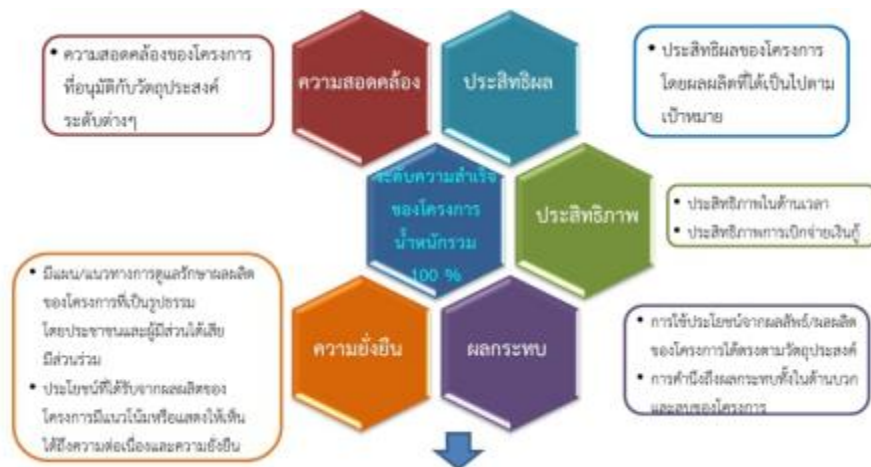 • ความสอดคล้องของโครงการ
ที่อนุมัติกับวัตถุประสงค์
ระดับต่างๆ
ความสอดคล้อง
ประสิทธิผล
• ประสิทธิผลของโครงการ
โดยผลผลิตที่ได้เป็นไปตาม
เป้าหมาย
ระดับความสำเร็จ
ของโครงการ
น้ำหนักรวม
100 %
ประสิทธิภาพ
• ประสิทธิภาพในด้านเวลา
• ประสิทธิภาพการเบิกจ่ายเงินกู้
• มีแผน/แนวทางการดูแลรักษาผลผลิต
ของโครงการที่เป็นรูปธรรม
โดยประชาชนและผู้มีส่วนได้เสีย
มีส่วนร่วม
• ประโยชน์ที่ได้รับจากผลผลิตของ
โครงการมีแนวโน้มหรือแสดงให้เห็น
ได้ถึงความต่อเนื่องและความยั่งยืน
ความยั่งยืน
ผลกระทบ
• การใช้ประโยชน์จากผลลัพธ์/ผลผลิต
ของโครงการได้ตรงตามวัตถุประสงค์
• การคำนึงถึงผลกระทบทั้งในด้านบวก
และลบของโครงการ